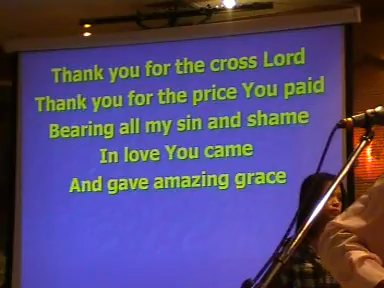 Thank you for the cross Lord
Thank you for the price You paid
Bearing all my sin and shame
In love You came
And gave amazing grace